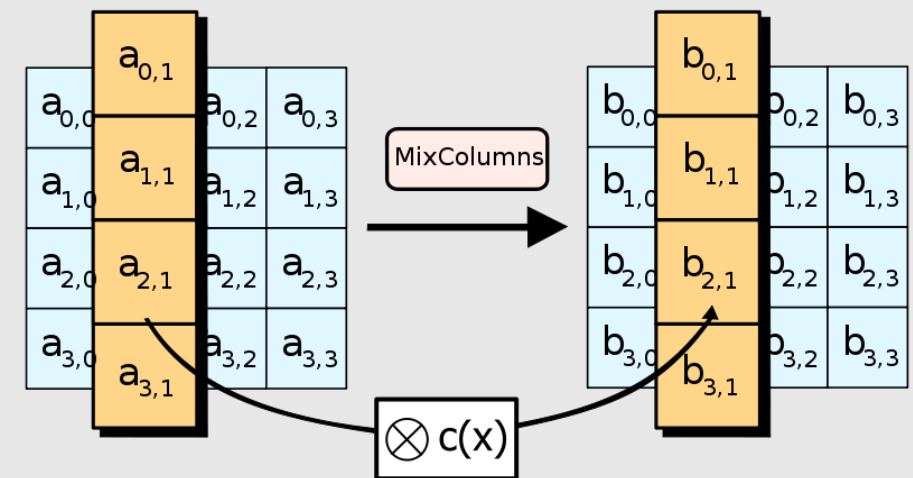 a0,0 a0,1 a0,2 a0,3
a1,0 a1,1 a1,2 a1,3
a2,0 a2,1 a2,2 a2,3
a3,0 a3,1 a3,2 a3,3
MixColumns
b0,0 b0,1 b0,2 b0,3
b1,0 b1,1 b1,2 b1,3
b2,0 b2,1 b2,2 b2,3
b3,0 b3,1 b3,2 b3,3
⊗ c(x)